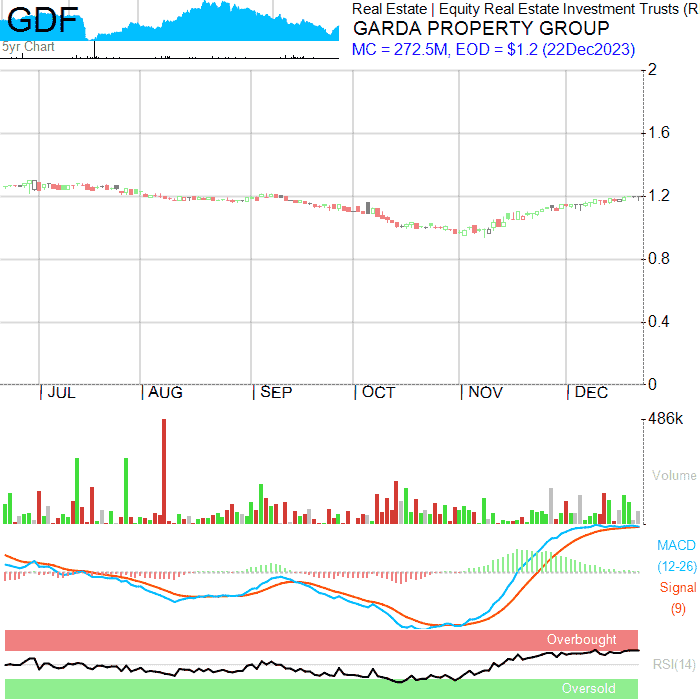 GDF
5yr Chart
Real Estate | Equity Real Estate Investment Trusts (R
GARDA PROPERTY GROUP
MC = 272.5M, EOD = $1.2 (22Dec2023)
2
1.6
1.2
0.8
0.4
0
JUL AUG SEP OCT NOV DEC
486k
Volume
MACD
(12-26)
Signal
(9)
Overbought
RSI(14)
Oversold